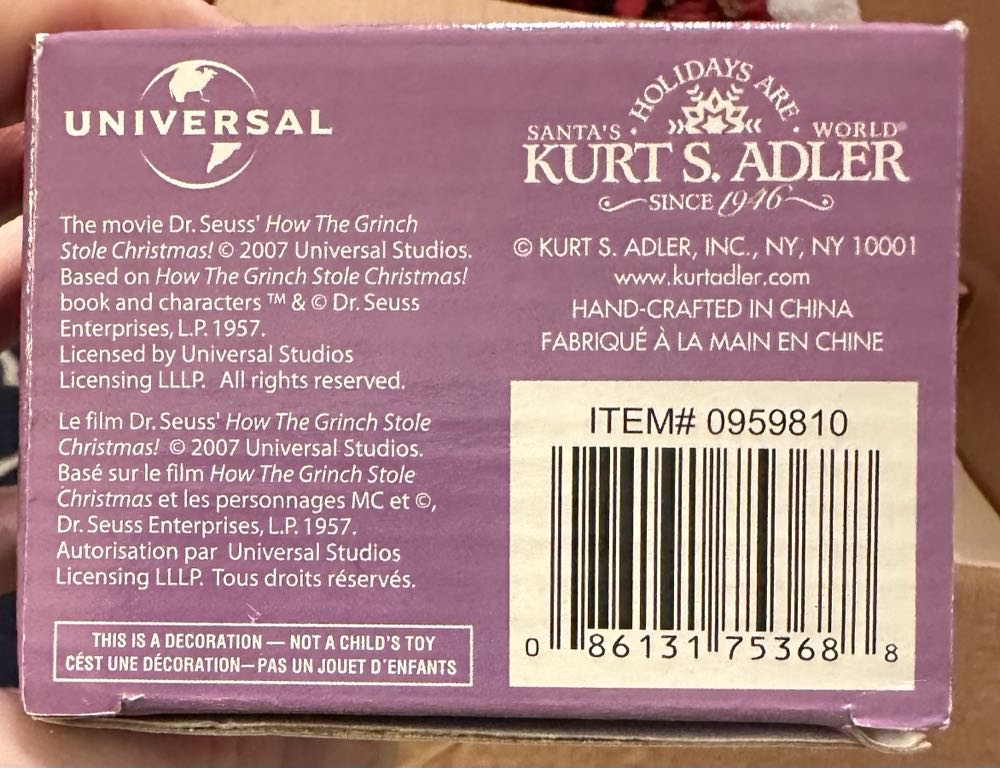 UNIVERSAL
The movie Dr. Seuss' How The Grinch
Stole Christmas! © 2007 Universal Studios.
Based on How The Grinch Stole Christmas!
book and characters ™ & © Dr. Seuss
Enterprises, L.P. 1957.
Licensed by Universal Studios
Licensing LLLP. All rights reserved.
Le film Dr. Seuss' How The Grinch Stole
Christmas! © 2007 Universal Studios.
Basé sur le film How The Grinch Stole
Christmas et les personnages MC et ©,
Dr. Seuss Enterprises, L.P. 1957.
Autorisation par Universal Studios
Licensing LLLP. Tous droits réservés.
THIS IS A DECORATION — NOT A CHILD'S TOY
CÉST UNE DÉCORATION—PAS UN JOUET D'ENFANTS
HOLIDAYS ARE
SANTA'S · · WORLD®
KURT S. ADLER
SINCE 1946
© KURT S. ADLER, INC., NY, NY 10001
www.kurtadler.com
HAND-CRAFTED IN CHINA
FABRIQUÉ À LA MAIN EN CHINE
ITEM# 0959810
0 86131 75368 8